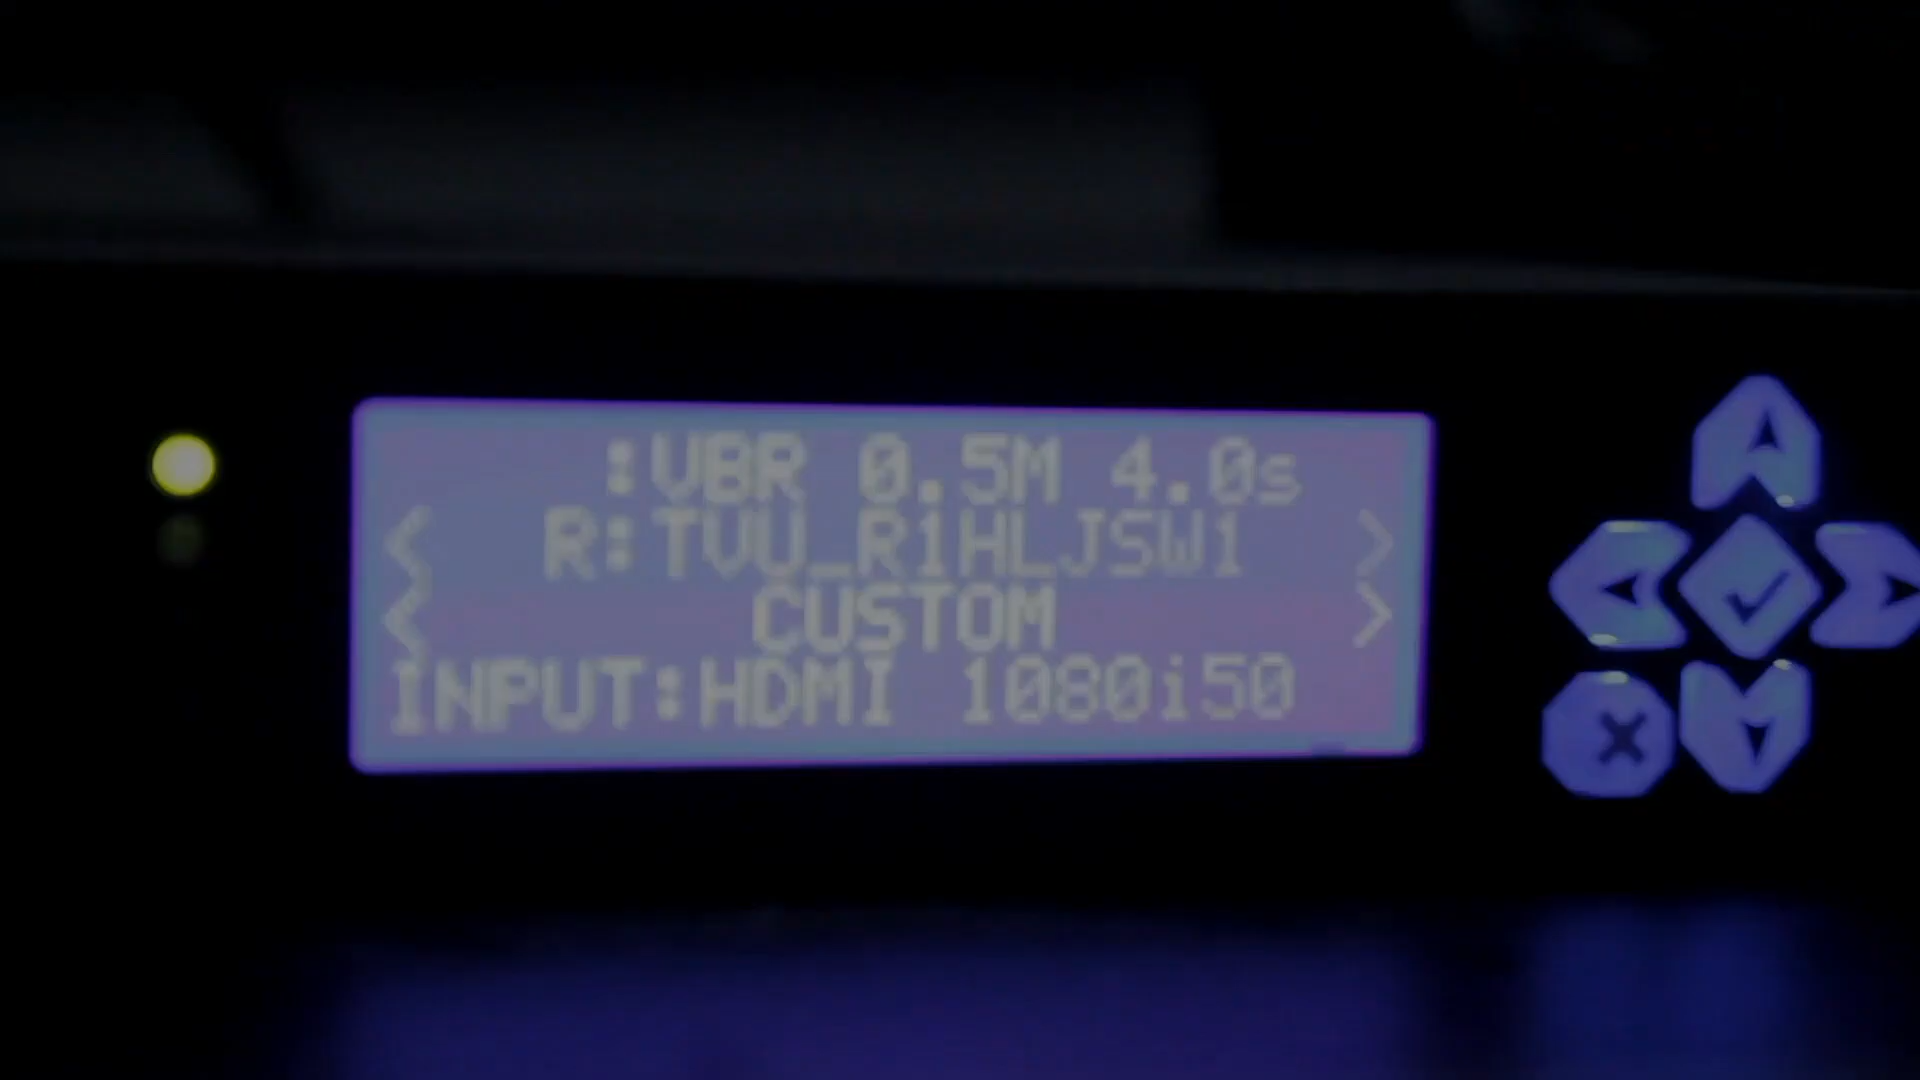 :VBR 0.5M 4.0s
< R:TVU_R1HLJSW1 >
< CUSTOM >
INPUT:HDMI 1080i50